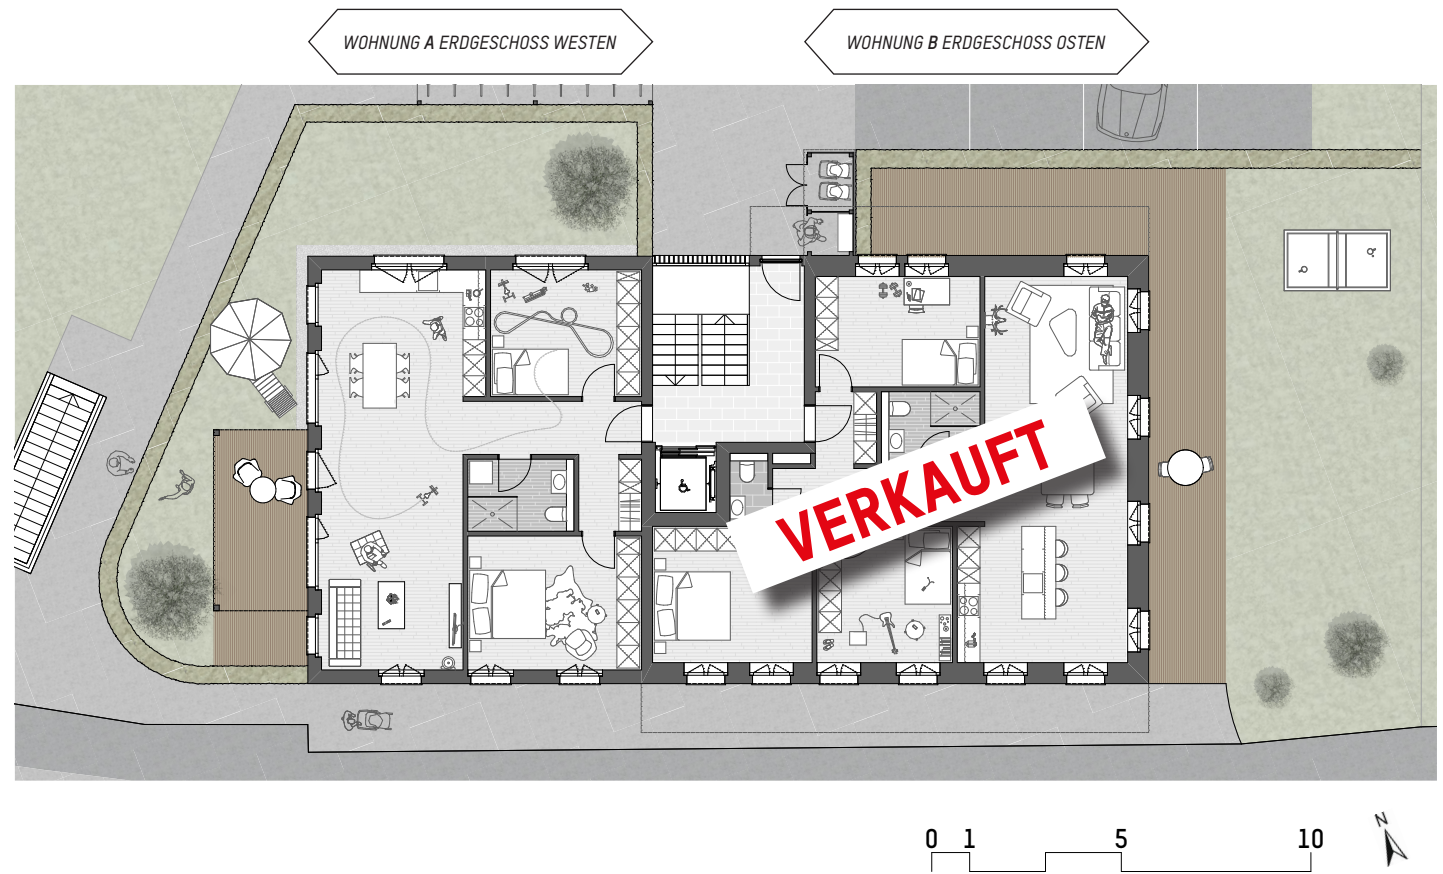 WOHNUNG A ERDGESCHOSS WESTEN
WOHNUNG B ERDGESCHOSS OSTEN
VERKAUFT
0 1 5 10
N